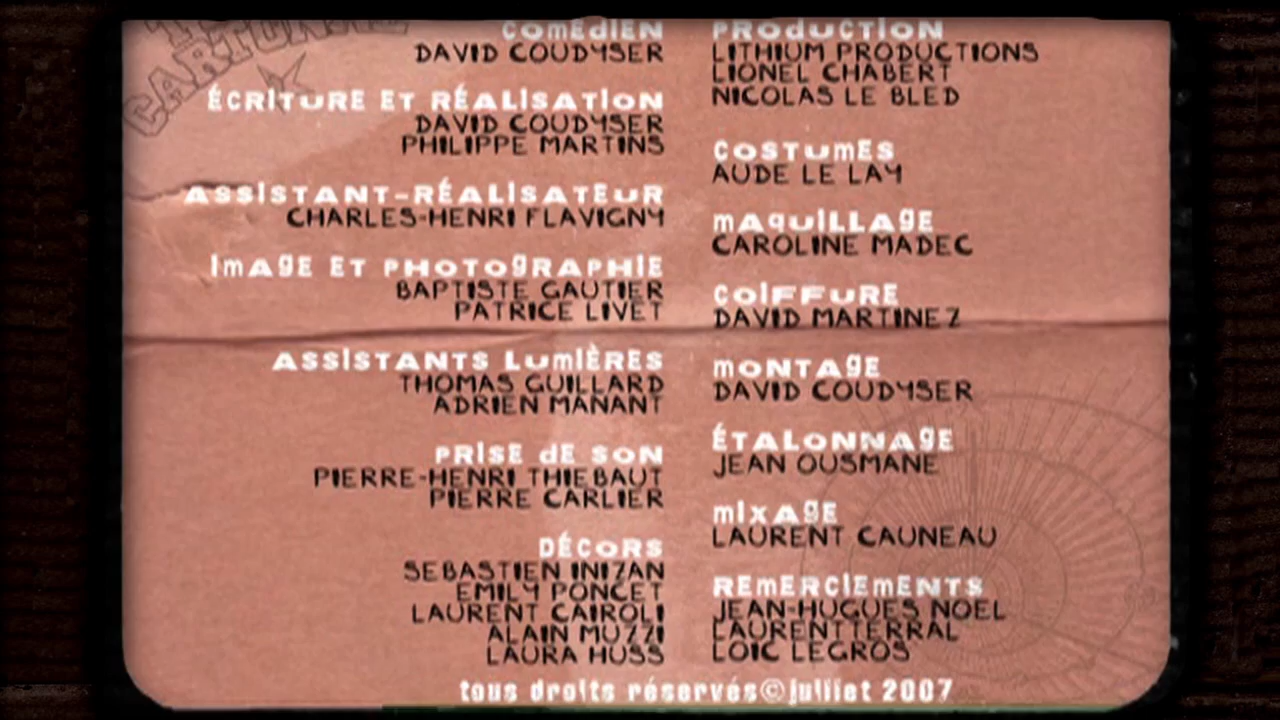 COMÉDIEN
DAVID COUDYSER
ÉCRITURE ET RÉALISATION
DAVID COUDYSER
PHILIPPE MARTINS
ASSISTANT-RÉALISATEUR
CHARLES-HENRI FLAVIGNY
IMAGE ET PHOTOGRAPHIE
BAPTISTE GAUTIER
PATRICE LIVET
ASSISTANTS LUMIÈRES
THOMAS GUILLARD
ADRIEN MANANT
PRISE DE SON
PIERRE-HENRI THIEBAUT
PIERRE CARLIER
DÉCORS
SEBASTIEN INIZAN
EMILY PONCET
LAURENT CAIROLI
ALAIN MUZZI
LAURA HUSS
PRODUCTION
LITHIUM PRODUCTIONS
LIONEL CHABERT
NICOLAS LE BLED
COSTUMES
AUDE LE LAY
MAQUILLAGE
CAROLINE MADEC
COIFFURE
DAVID MARTINEZ
MONTAGE
DAVID COUDYSER
ÉTALONNAGE
JEAN OUSMANE
MIXAGE
LAURENT CAUNEAU
REMERCIEMENTS
JEAN-HUGUES NOEL
LAURENT TERRAL
LOIC LEGROS
tous droits réservés©juillet 2007